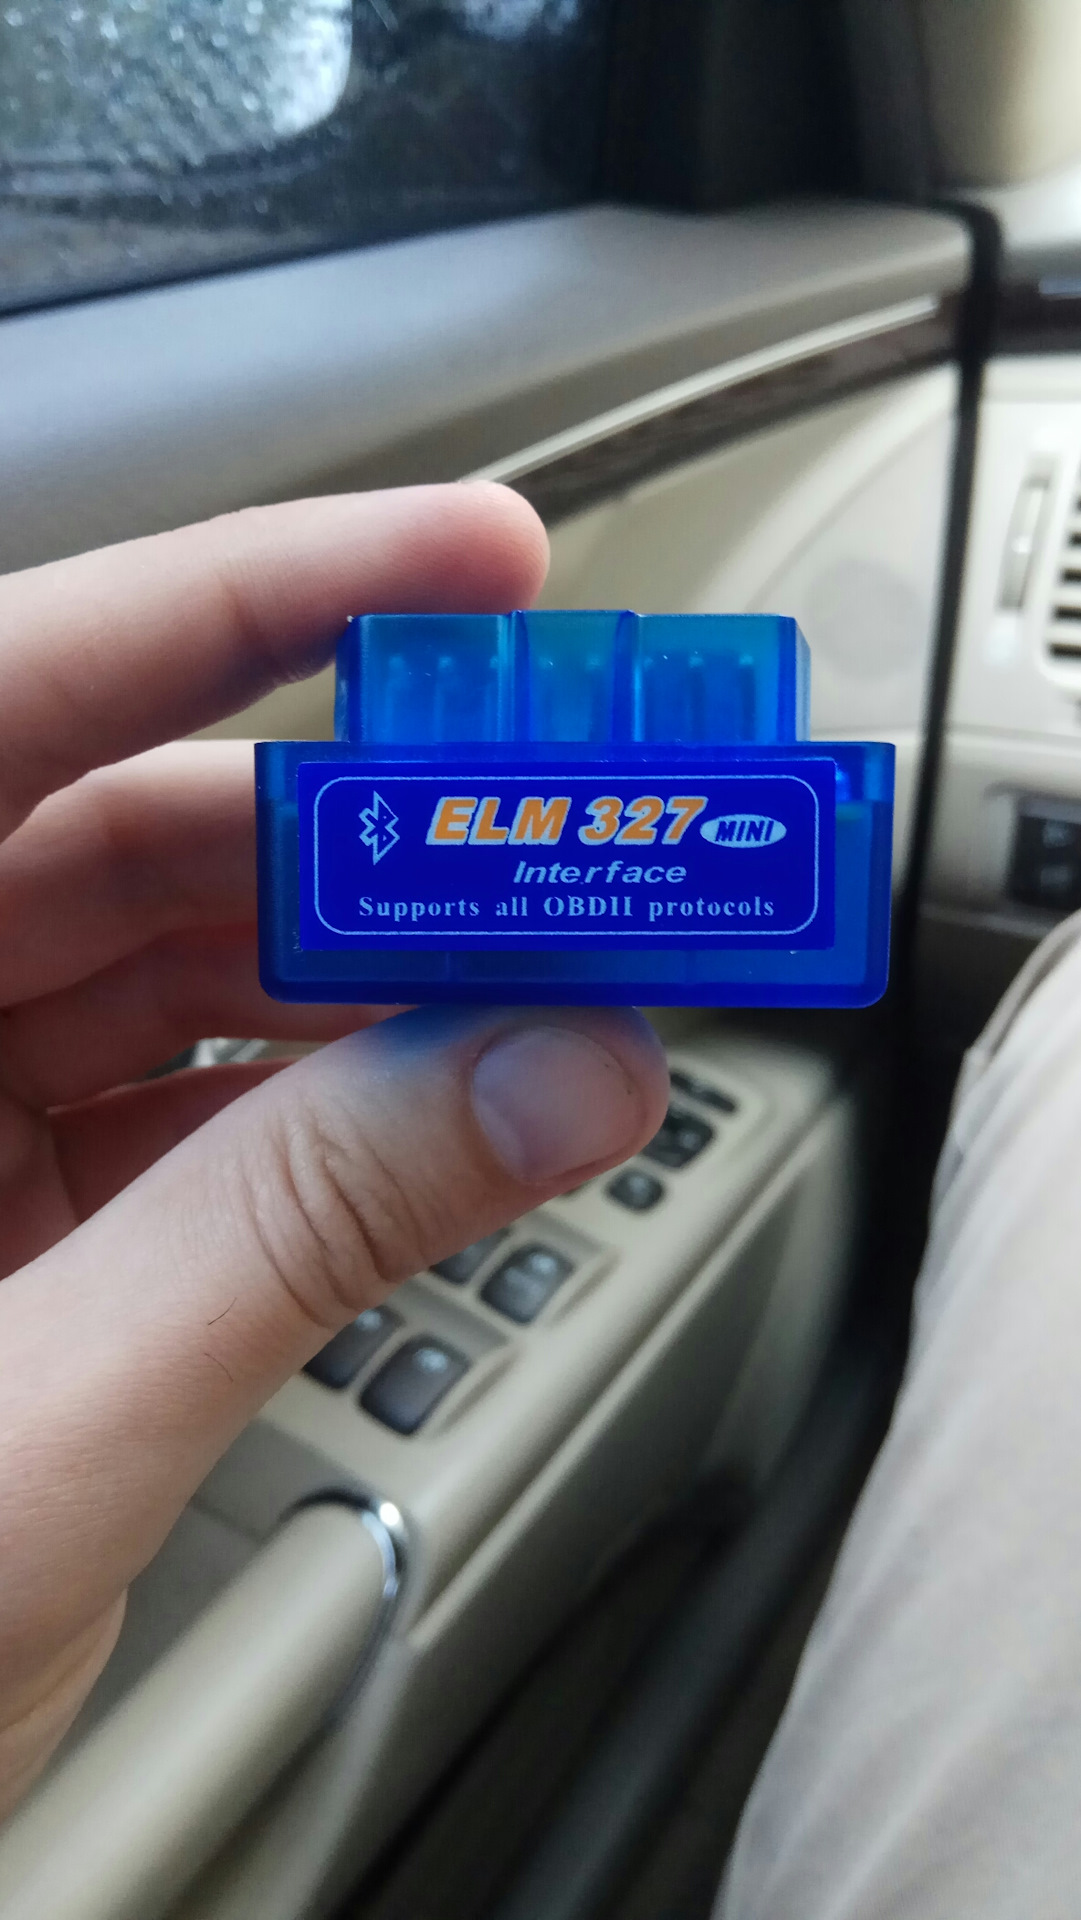 ELM 327 MINI
Interface
Supports all OBDII protocols